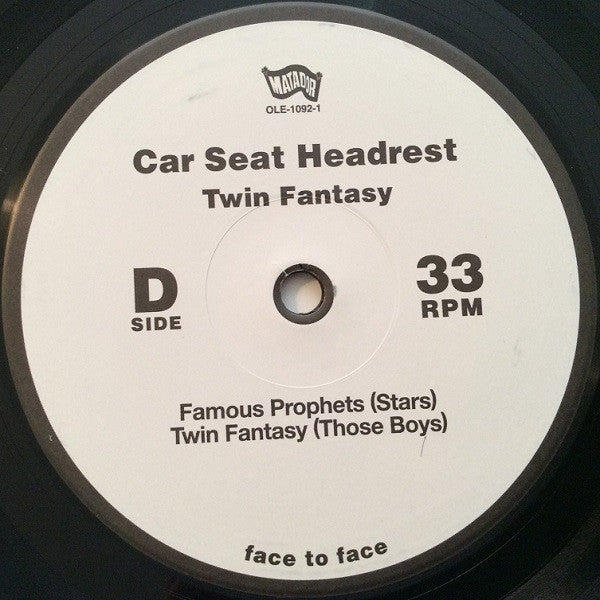 MATADOR
OLE-1092-1
Car Seat Headrest
Twin Fantasy
D
SIDE
33
RPM
Famous Prophets (Stars)
Twin Fantasy (Those Boys)
face to face